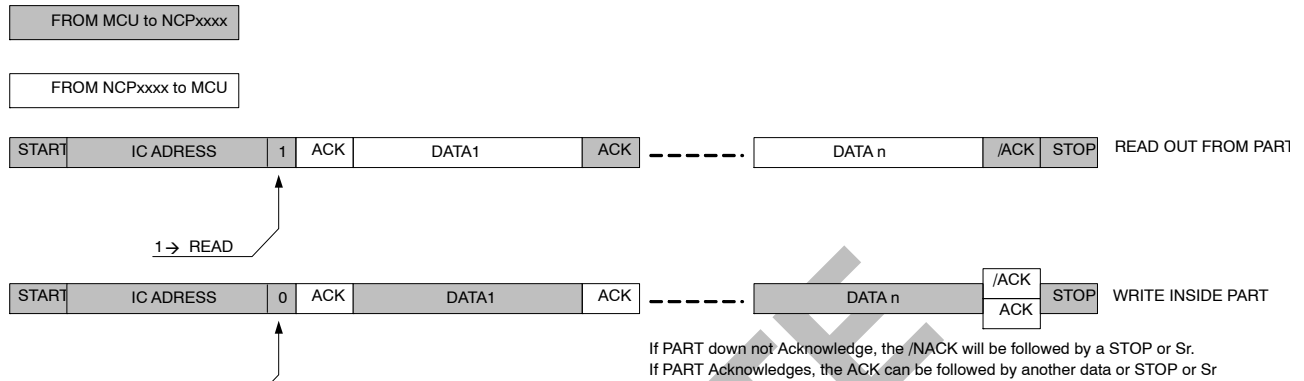 FROM MCU to NCPxxxx
FROM NCPxxxx to MCU
START IC ADRESS 1 ACK DATA1 ACK DATA n /ACK STOP READ OUT FROM PART
1→ READ
START IC ADRESS 0 ACK DATA1 ACK DATA n /ACK ACK STOP WRITE INSIDE PART
If PART down not Acknowledge, the /NACK will be followed by a STOP or Sr.
If PART Acknowledges, the ACK can be followed by another data or STOP or Sr